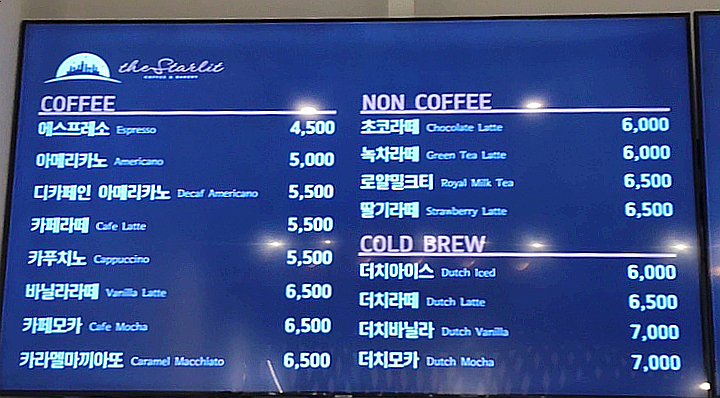 the Starlit
COFFEE & BAKERY
COFFEE
에스프레소 Espresso 4,500
아메리카노 Americano 5,000
디카페인 아메리카노 Decaf Americano 5,500
카페라떼 Cafe Latte 5,500
카푸치노 Cappuccino 5,500
바닐라라떼 Vanilla Latte 6,500
카페모카 Cafe Mocha 6,500
카라멜마끼아또 Caramel Macchiato 6,500
NON COFFEE
초코라떼 Chocolate Latte 6,000
녹차라떼 Green Tea Latte 6,000
로얄밀크티 Royal Milk Tea 6,500
딸기라떼 Strawberry Latte 6,500
COLD BREW
더치아이스 Dutch Iced 6,000
더치라떼 Dutch Latte 6,500
더치바닐라 Dutch Vanilla 7,000
더치모카 Dutch Mocha 7,000